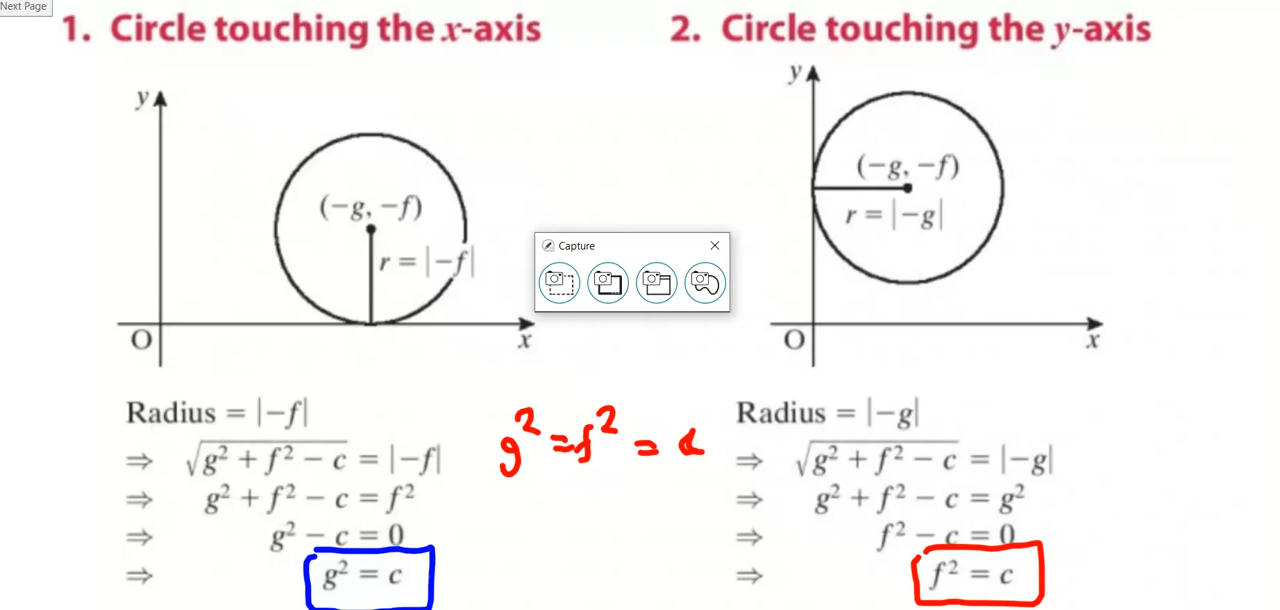 Next Page
1. Circle touching the x-axis
y
(−g, −f)
r = |−f|
O
x
Radius = |−f|
⇒ √(g² + f² − c) = |−f|
⇒ g² + f² − c = f²
⇒ g² − c = 0
⇒ g² = c
Capture
g² = f² = c
2. Circle touching the y-axis
y
(−g, −f)
r = |−g|
O
x
Radius = |−g|
⇒ √(g² + f² − c) = |−g|
⇒ g² + f² − c = g²
⇒ f² − c = 0
⇒ f² = c